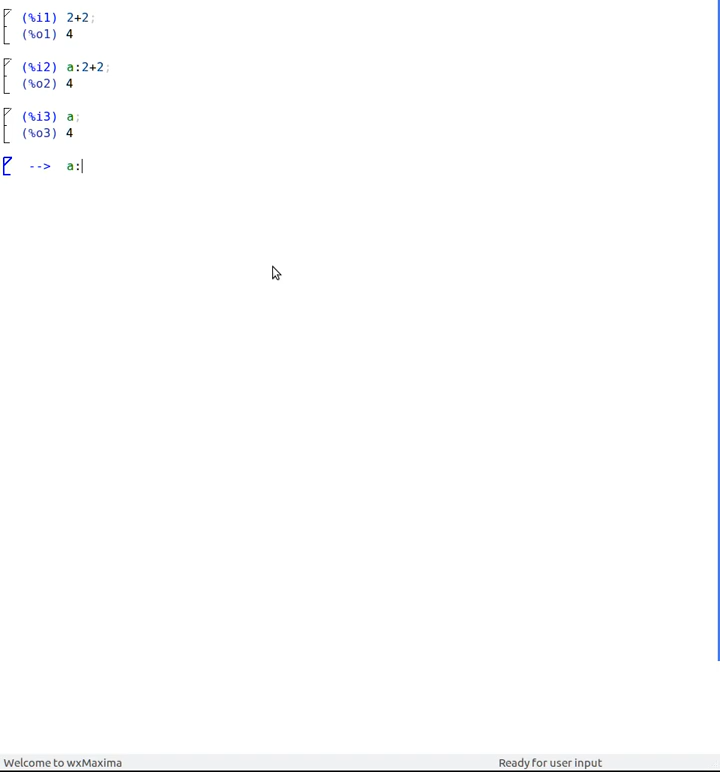 (%i1) 2+2;
(%o1) 4
(%i2) a:2+2;
(%o2) 4
(%i3) a;
(%o3) 4
--> a:
Welcome to wxMaxima
Ready for user input